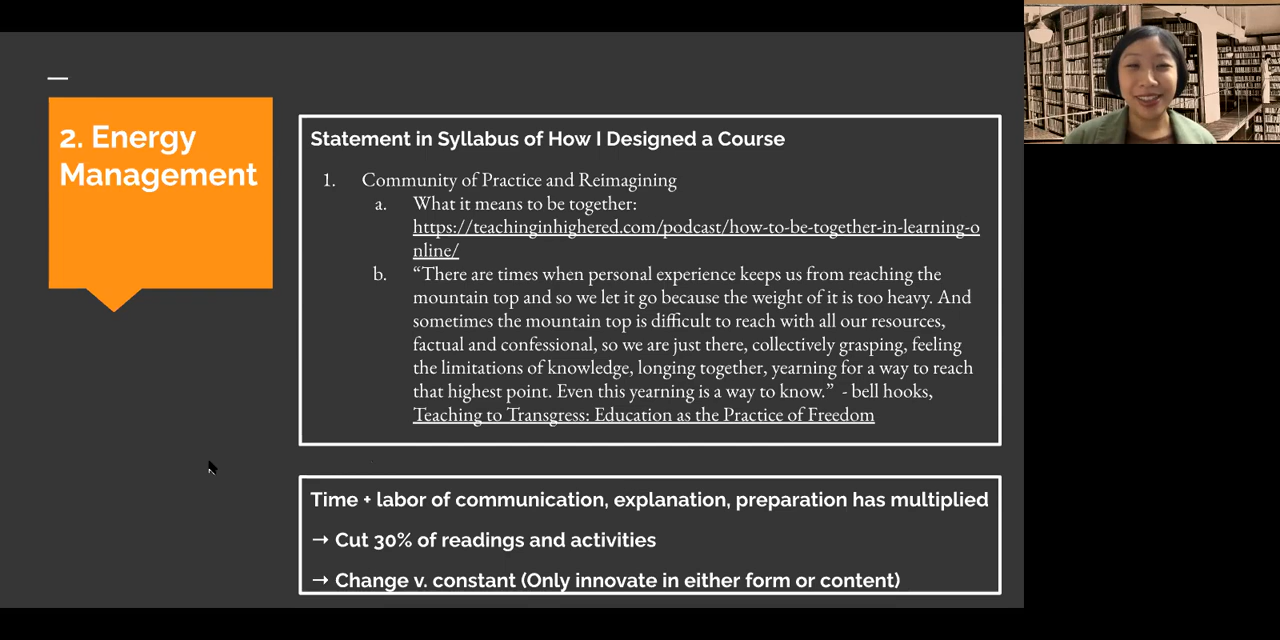 2. Energy
Management
Statement in Syllabus of How I Designed a Course
1. Community of Practice and Reimagining
a. What it means to be together:
https://teachinginhighered.com/podcast/how-to-be-together-in-learning-o
nline/
b. “There are times when personal experience keeps us from reaching the
mountain top and so we let it go because the weight of it is too heavy. And
sometimes the mountain top is difficult to reach with all our resources,
factual and confessional, so we are just there, collectively grasping, feeling
the limitations of knowledge, longing together, yearning for a way to reach
that highest point. Even this yearning is a way to know.” - bell hooks,
Teaching to Transgress: Education as the Practice of Freedom
Time + labor of communication, explanation, preparation has multiplied
→ Cut 30% of readings and activities
→ Change v. constant (Only innovate in either form or content)